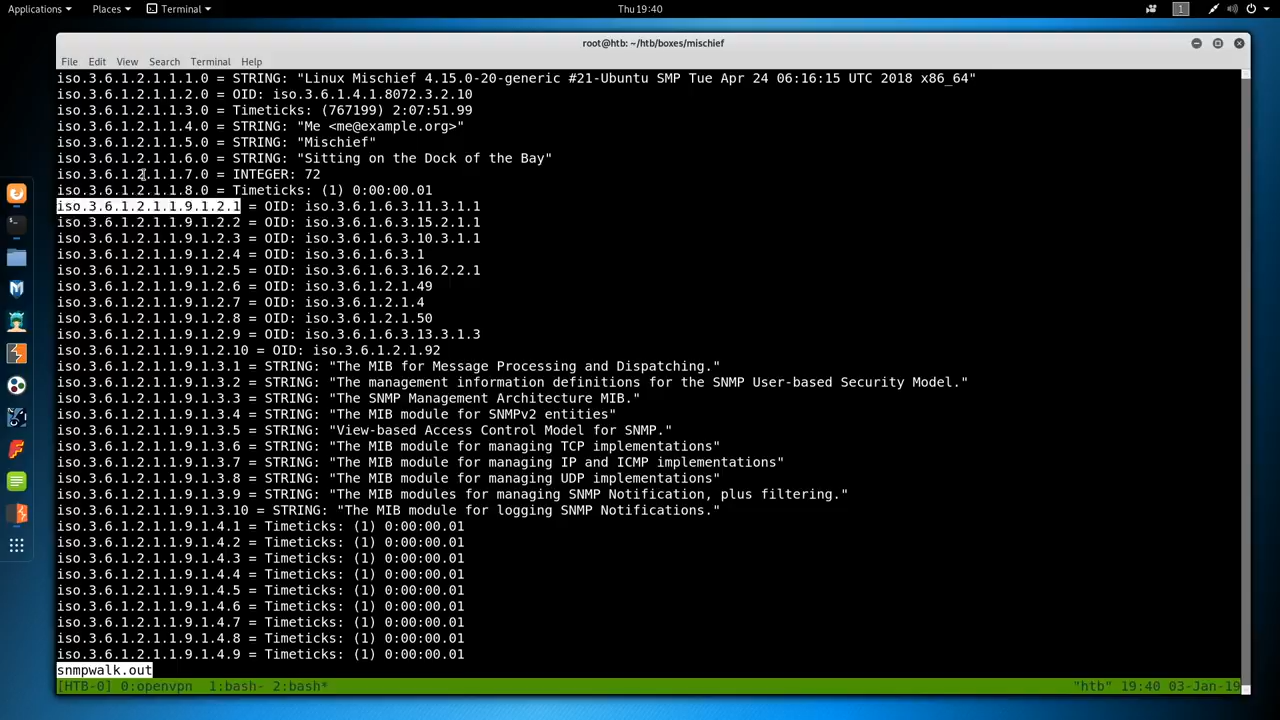 Applications Places Terminal Thu 19:40 1
root@htb: ~/htb/boxes/mischief
File Edit View Search Terminal Help
iso.3.6.1.2.1.1.1.0 = STRING: "Linux Mischief 4.15.0-20-generic #21-Ubuntu SMP Tue Apr 24 06:16:15 UTC 2018 x86_64"
iso.3.6.1.2.1.1.2.0 = OID: iso.3.6.1.4.1.8072.3.2.10
iso.3.6.1.2.1.1.3.0 = Timeticks: (767199) 2:07:51.99
iso.3.6.1.2.1.1.4.0 = STRING: "Me <me@example.org>"
iso.3.6.1.2.1.1.5.0 = STRING: "Mischief"
iso.3.6.1.2.1.1.6.0 = STRING: "Sitting on the Dock of the Bay"
iso.3.6.1.2.1.1.7.0 = INTEGER: 72
iso.3.6.1.2.1.1.8.0 = Timeticks: (1) 0:00:00.01
iso.3.6.1.2.1.1.9.1.2.1 = OID: iso.3.6.1.6.3.11.3.1.1
iso.3.6.1.2.1.1.9.1.2.2 = OID: iso.3.6.1.6.3.15.2.1.1
iso.3.6.1.2.1.1.9.1.2.3 = OID: iso.3.6.1.6.3.10.3.1.1
iso.3.6.1.2.1.1.9.1.2.4 = OID: iso.3.6.1.6.3.1
iso.3.6.1.2.1.1.9.1.2.5 = OID: iso.3.6.1.6.3.16.2.2.1
iso.3.6.1.2.1.1.9.1.2.6 = OID: iso.3.6.1.2.1.49
iso.3.6.1.2.1.1.9.1.2.7 = OID: iso.3.6.1.2.1.4
iso.3.6.1.2.1.1.9.1.2.8 = OID: iso.3.6.1.2.1.50
iso.3.6.1.2.1.1.9.1.2.9 = OID: iso.3.6.1.6.3.13.3.1.3
iso.3.6.1.2.1.1.9.1.2.10 = OID: iso.3.6.1.2.1.92
iso.3.6.1.2.1.1.9.1.3.1 = STRING: "The MIB for Message Processing and Dispatching."
iso.3.6.1.2.1.1.9.1.3.2 = STRING: "The management information definitions for the SNMP User-based Security Model."
iso.3.6.1.2.1.1.9.1.3.3 = STRING: "The SNMP Management Architecture MIB."
iso.3.6.1.2.1.1.9.1.3.4 = STRING: "The MIB module for SNMPv2 entities"
iso.3.6.1.2.1.1.9.1.3.5 = STRING: "View-based Access Control Model for SNMP."
iso.3.6.1.2.1.1.9.1.3.6 = STRING: "The MIB module for managing TCP implementations"
iso.3.6.1.2.1.1.9.1.3.7 = STRING: "The MIB module for managing IP and ICMP implementations"
iso.3.6.1.2.1.1.9.1.3.8 = STRING: "The MIB module for managing UDP implementations"
iso.3.6.1.2.1.1.9.1.3.9 = STRING: "The MIB modules for managing SNMP Notification, plus filtering."
iso.3.6.1.2.1.1.9.1.3.10 = STRING: "The MIB module for logging SNMP Notifications."
iso.3.6.1.2.1.1.9.1.4.1 = Timeticks: (1) 0:00:00.01
iso.3.6.1.2.1.1.9.1.4.2 = Timeticks: (1) 0:00:00.01
iso.3.6.1.2.1.1.9.1.4.3 = Timeticks: (1) 0:00:00.01
iso.3.6.1.2.1.1.9.1.4.4 = Timeticks: (1) 0:00:00.01
iso.3.6.1.2.1.1.9.1.4.5 = Timeticks: (1) 0:00:00.01
iso.3.6.1.2.1.1.9.1.4.6 = Timeticks: (1) 0:00:00.01
iso.3.6.1.2.1.1.9.1.4.7 = Timeticks: (1) 0:00:00.01
iso.3.6.1.2.1.1.9.1.4.8 = Timeticks: (1) 0:00:00.01
iso.3.6.1.2.1.1.9.1.4.9 = Timeticks: (1) 0:00:00.01
snmpwalk.out
[HTB-0] 0:openvpn 1:bash- 2:bash* "htb" 19:40 03-Jan-19